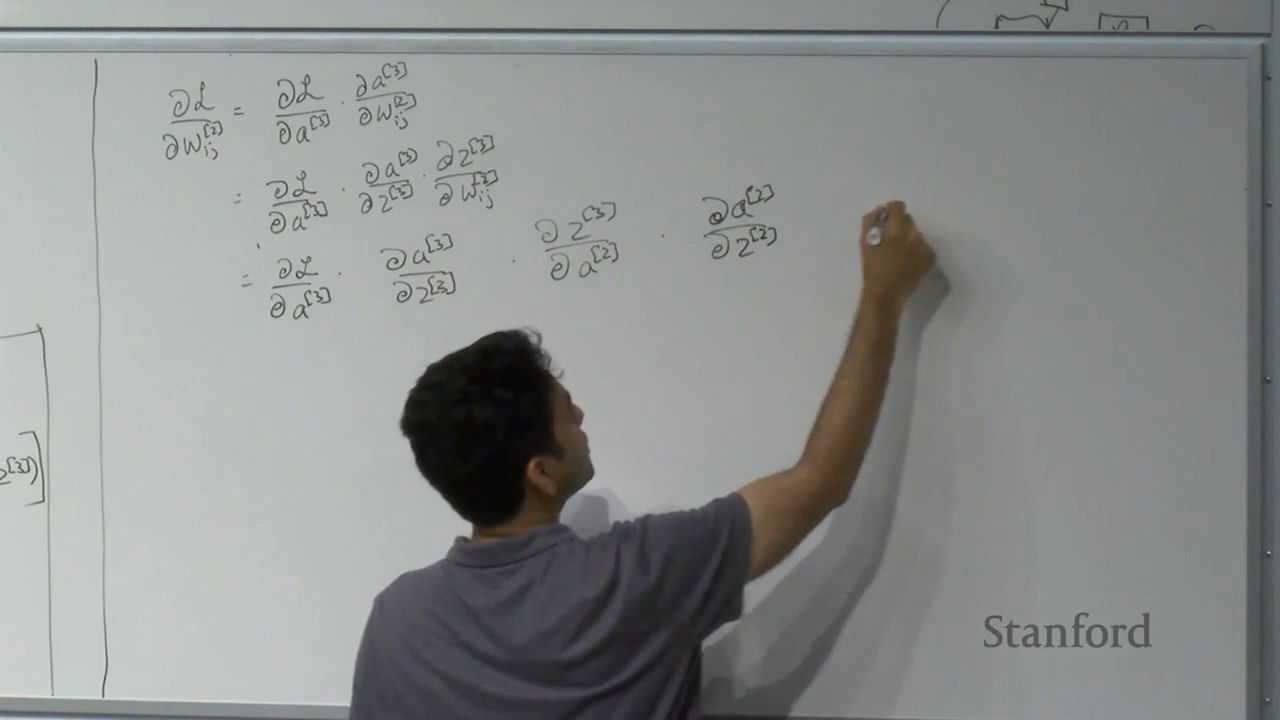 ∂L/∂W_ij^[2] = ∂L/∂a^[3] · ∂a^[3]/∂W_ij^[2]
= ∂L/∂a^[3] · ∂a^[3]/∂z^[3] · ∂z^[3]/∂W_ij^[2]
= ∂L/∂a^[3] · ∂a^[3]/∂z^[3] · ∂z^[3]/∂a^[2] · ∂a^[2]/∂z^[2]
z^[3])]
Stanford